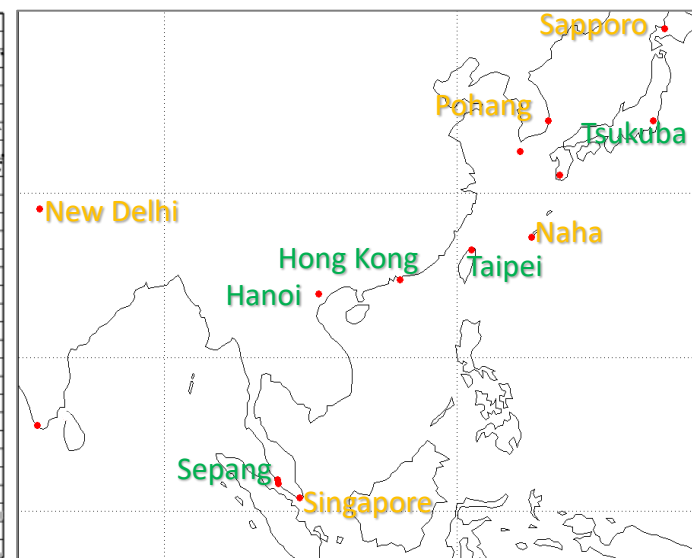 Sapporo
Pohang
Tsukuba
New Delhi
Naha
Hong Kong
Taipei
Hanoi
Sepang
Singapore